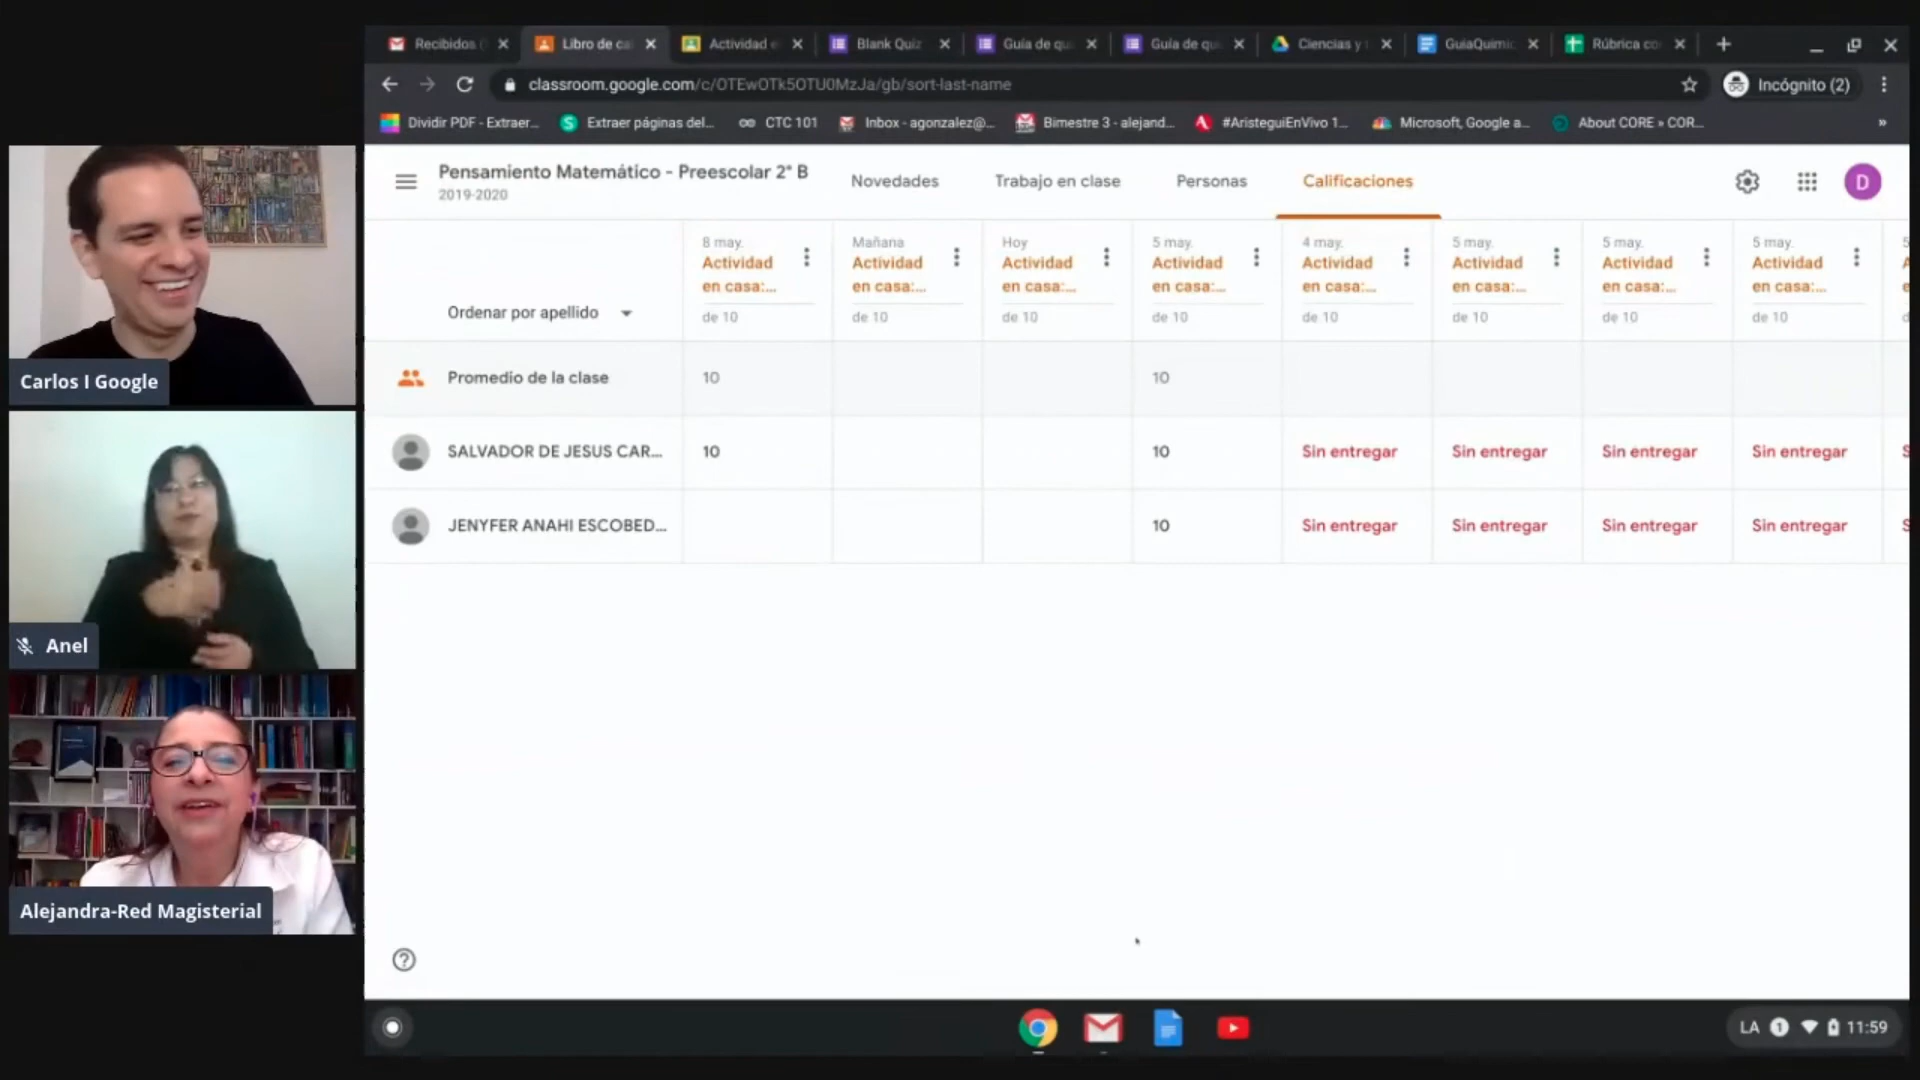 Recibidos (
Libro de ca
Actividad e
Blank Quiz
Guía de qu
Guía de qu
Ciencias y
GuiaQuimic
Rúbrica co
classroom.google.com/c/OTEwOTk5OTU0MzJa/gb/sort-last-name
Incógnito (2)
Dividir PDF - Extraer...
Extraer páginas del...
CTC 101
Inbox - agonzalez@...
Bimestre 3 - alejand...
#AristeguiEnVivo 1...
Microsoft, Google a...
About CORE » COR...
»
Pensamiento Matemático - Preescolar 2° B
2019-2020
Novedades
Trabajo en clase
Personas
Calificaciones
D
Ordenar por apellido
8 may.
Actividad
en casa:...
de 10
Mañana
Actividad
en casa:...
de 10
Hoy
Actividad
en casa:...
de 10
5 may.
Actividad
en casa:...
de 10
4 may.
Actividad
en casa:...
de 10
5 may.
Actividad
en casa:...
de 10
5 may.
Actividad
en casa:...
de 10
5 may.
Actividad
en casa:...
de 10
Promedio de la clase 10 10
SALVADOR DE JESUS CAR... 10 10 Sin entregar Sin entregar Sin entregar Sin entregar
JENYFER ANAHI ESCOBED... 10 Sin entregar Sin entregar Sin entregar Sin entregar
Carlos I Google
Anel
Alejandra-Red Magisterial
LA 1 11:59